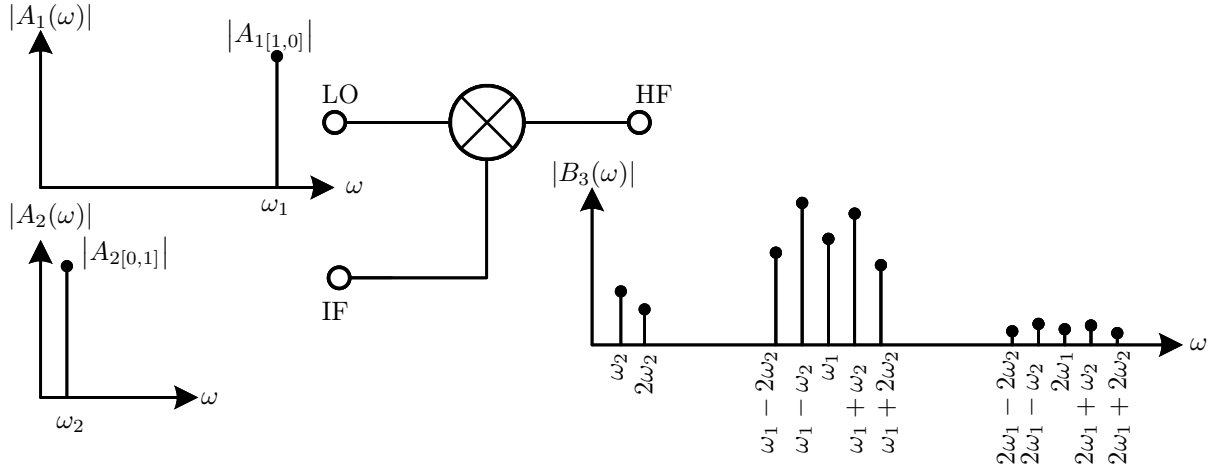 |A₁(ω)|
|A₁[1,0]|
ω
ω₁
|A₂(ω)|
|A₂[0,1]|
ω
ω₂
LO
IF
HF
|B₃(ω)|
ω
ω₂
2ω₂
ω₁ − 2ω₂
ω₁ − ω₂
ω₁
ω₁ + ω₂
ω₁ + 2ω₂
2ω₁ − 2ω₂
2ω₁ − ω₂
2ω₁
2ω₁ + ω₂
2ω₁ + 2ω₂